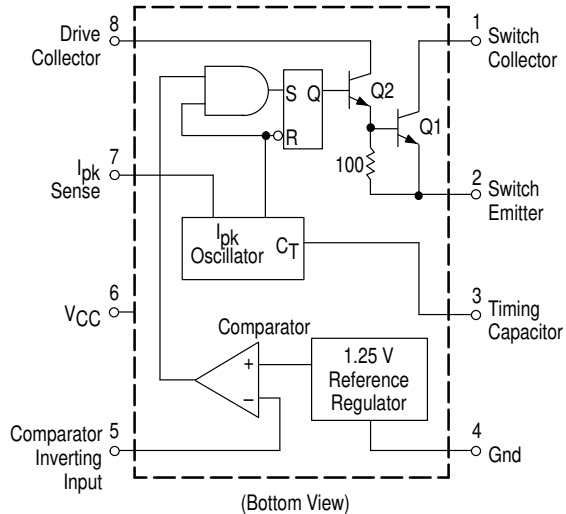 8
Drive
Collector
1
Switch
Collector
S Q
R
Q2
Q1
100
7
Ipk
Sense
2
Switch
Emitter
Ipk
Oscillator
CT
6
VCC
3
Timing
Capacitor
Comparator
+
–
1.25 V
Reference
Regulator
5
Comparator
Inverting
Input
4
Gnd
(Bottom View)